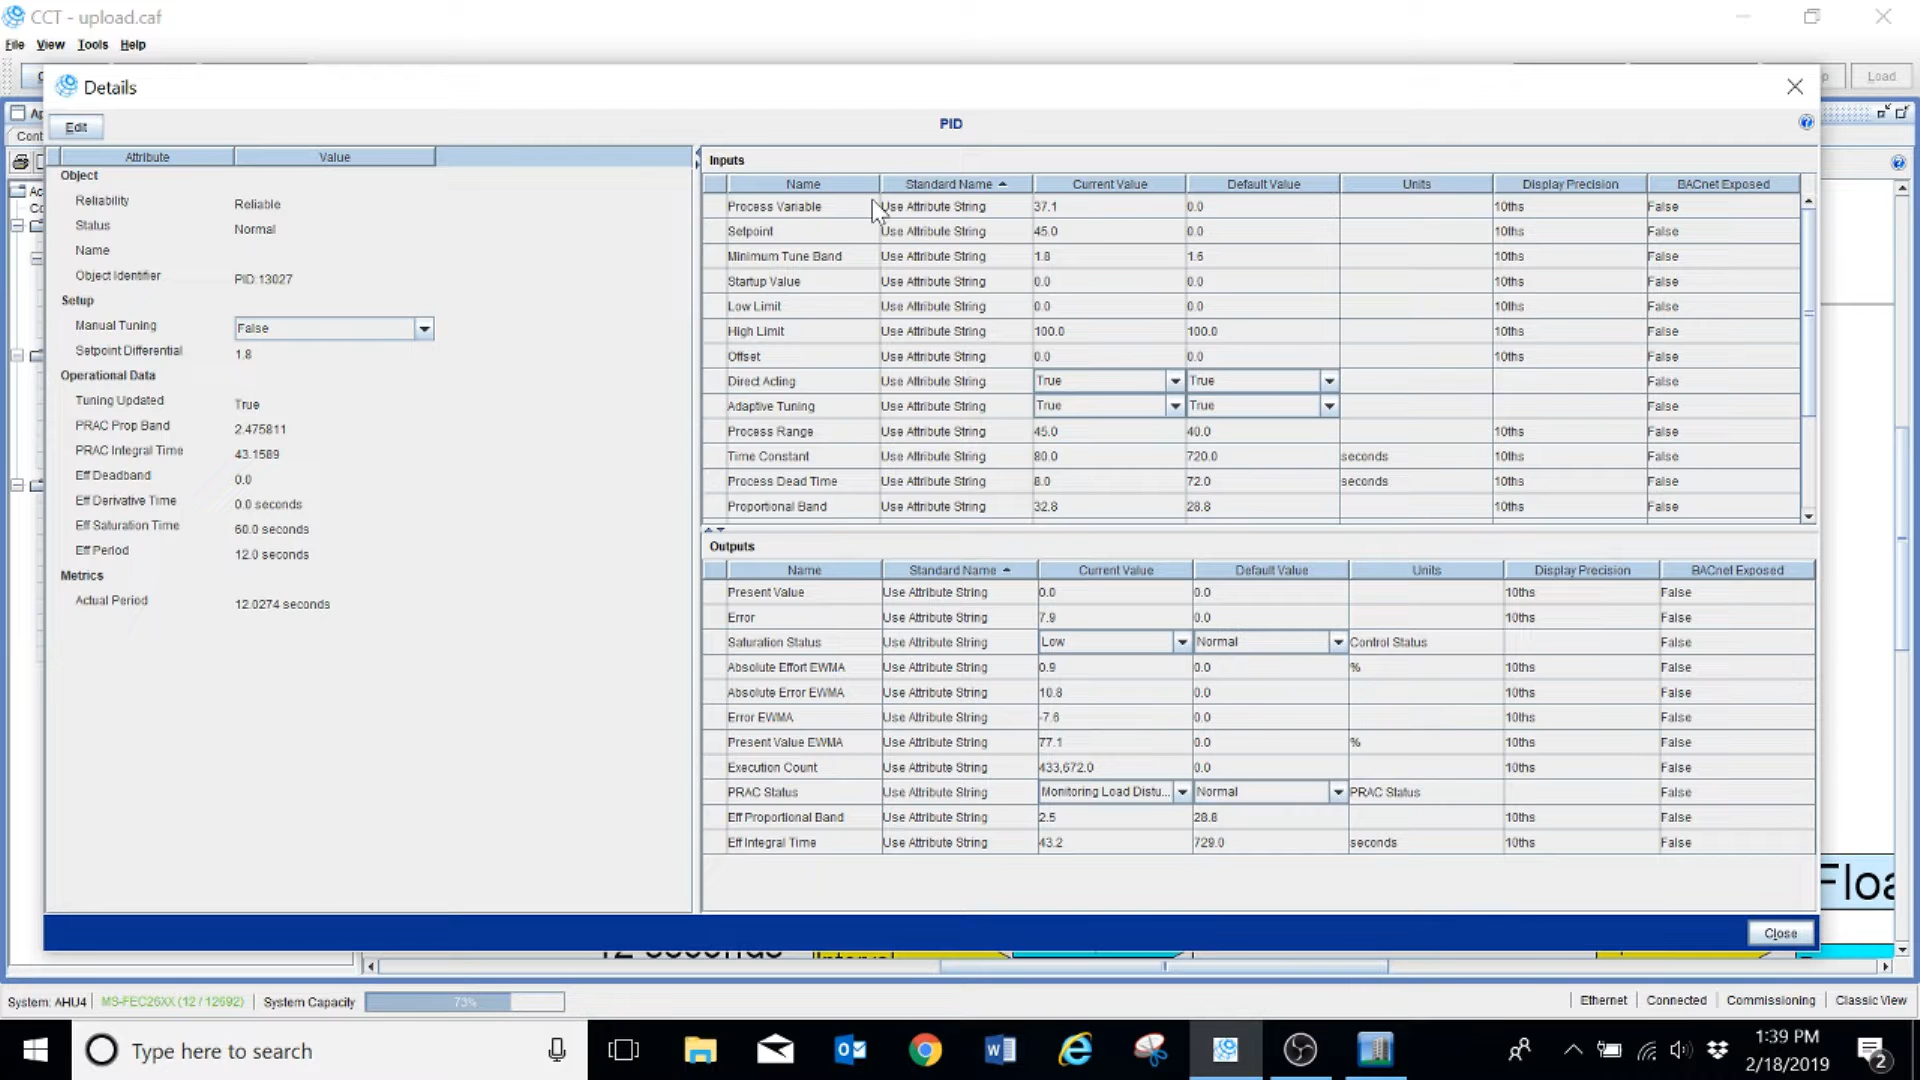 CCT - upload.caf
File View Tools Help
Load
Details
Edit
PID
Attribute Value
Object
Reliability Reliable
Status Normal
Name
Object Identifier PID:13027
Setup
Manual Tuning False
Setpoint Differential 1.8
Operational Data
Tuning Updated True
PRAC Prop Band 2.475811
PRAC Integral Time 43.1589
Eff Deadband 0.0
Eff Derivative Time 0.0 seconds
Eff Saturation Time 60.0 seconds
Eff Period 12.0 seconds
Metrics
Actual Period 12.0274 seconds
Inputs
Name Standard Name Current Value Default Value Units Display Precision BACnet Exposed
Process Variable Use Attribute String 37.1 0.0 10ths False
Setpoint Use Attribute String 45.0 0.0 10ths False
Minimum Tune Band Use Attribute String 1.8 1.6 10ths False
Startup Value Use Attribute String 0.0 0.0 10ths False
Low Limit Use Attribute String 0.0 0.0 10ths False
High Limit Use Attribute String 100.0 100.0 10ths False
Offset Use Attribute String 0.0 0.0 10ths False
Direct Acting Use Attribute String True True False
Adaptive Tuning Use Attribute String True True False
Process Range Use Attribute String 45.0 40.0 10ths False
Time Constant Use Attribute String 80.0 720.0 seconds 10ths False
Process Dead Time Use Attribute String 8.0 72.0 seconds 10ths False
Proportional Band Use Attribute String 32.8 28.8 10ths False
Outputs
Name Standard Name Current Value Default Value Units Display Precision BACnet Exposed
Present Value Use Attribute String 0.0 0.0 10ths False
Error Use Attribute String 7.9 0.0 10ths False
Saturation Status Use Attribute String Low Normal Control Status False
Absolute Effort EWMA Use Attribute String 0.9 0.0 % 10ths False
Absolute Error EWMA Use Attribute String 10.8 0.0 10ths False
Error EWMA Use Attribute String -7.6 0.0 10ths False
Present Value EWMA Use Attribute String 77.1 0.0 % 10ths False
Execution Count Use Attribute String 433,672.0 0.0 10ths False
PRAC Status Use Attribute String Monitoring Load Distu... Normal PRAC Status False
Eff Proportional Band Use Attribute String 2.5 28.8 10ths False
Eff Integral Time Use Attribute String 43.2 729.0 seconds 10ths False
Close
12 seconds
Floa
System: AHU4 MS-FEC26XX (12 / 12692) System Capacity 73% Ethernet Connected Commissioning Classic View
Type here to search
1:39 PM
2/18/2019
2